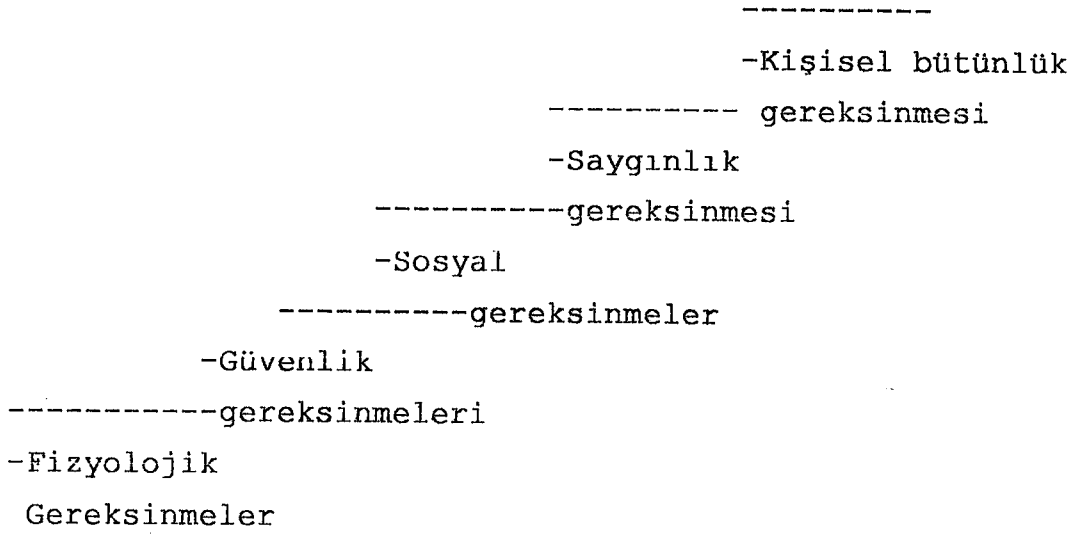 ----------
-Kişisel bütünlük
---------- gereksinmesi
-Saygınlık
----------gereksinmesi
-Sosyal
----------gereksinmeler
-Güvenlik
-----------gereksinmeleri
-Fizyolojik
Gereksinmeler